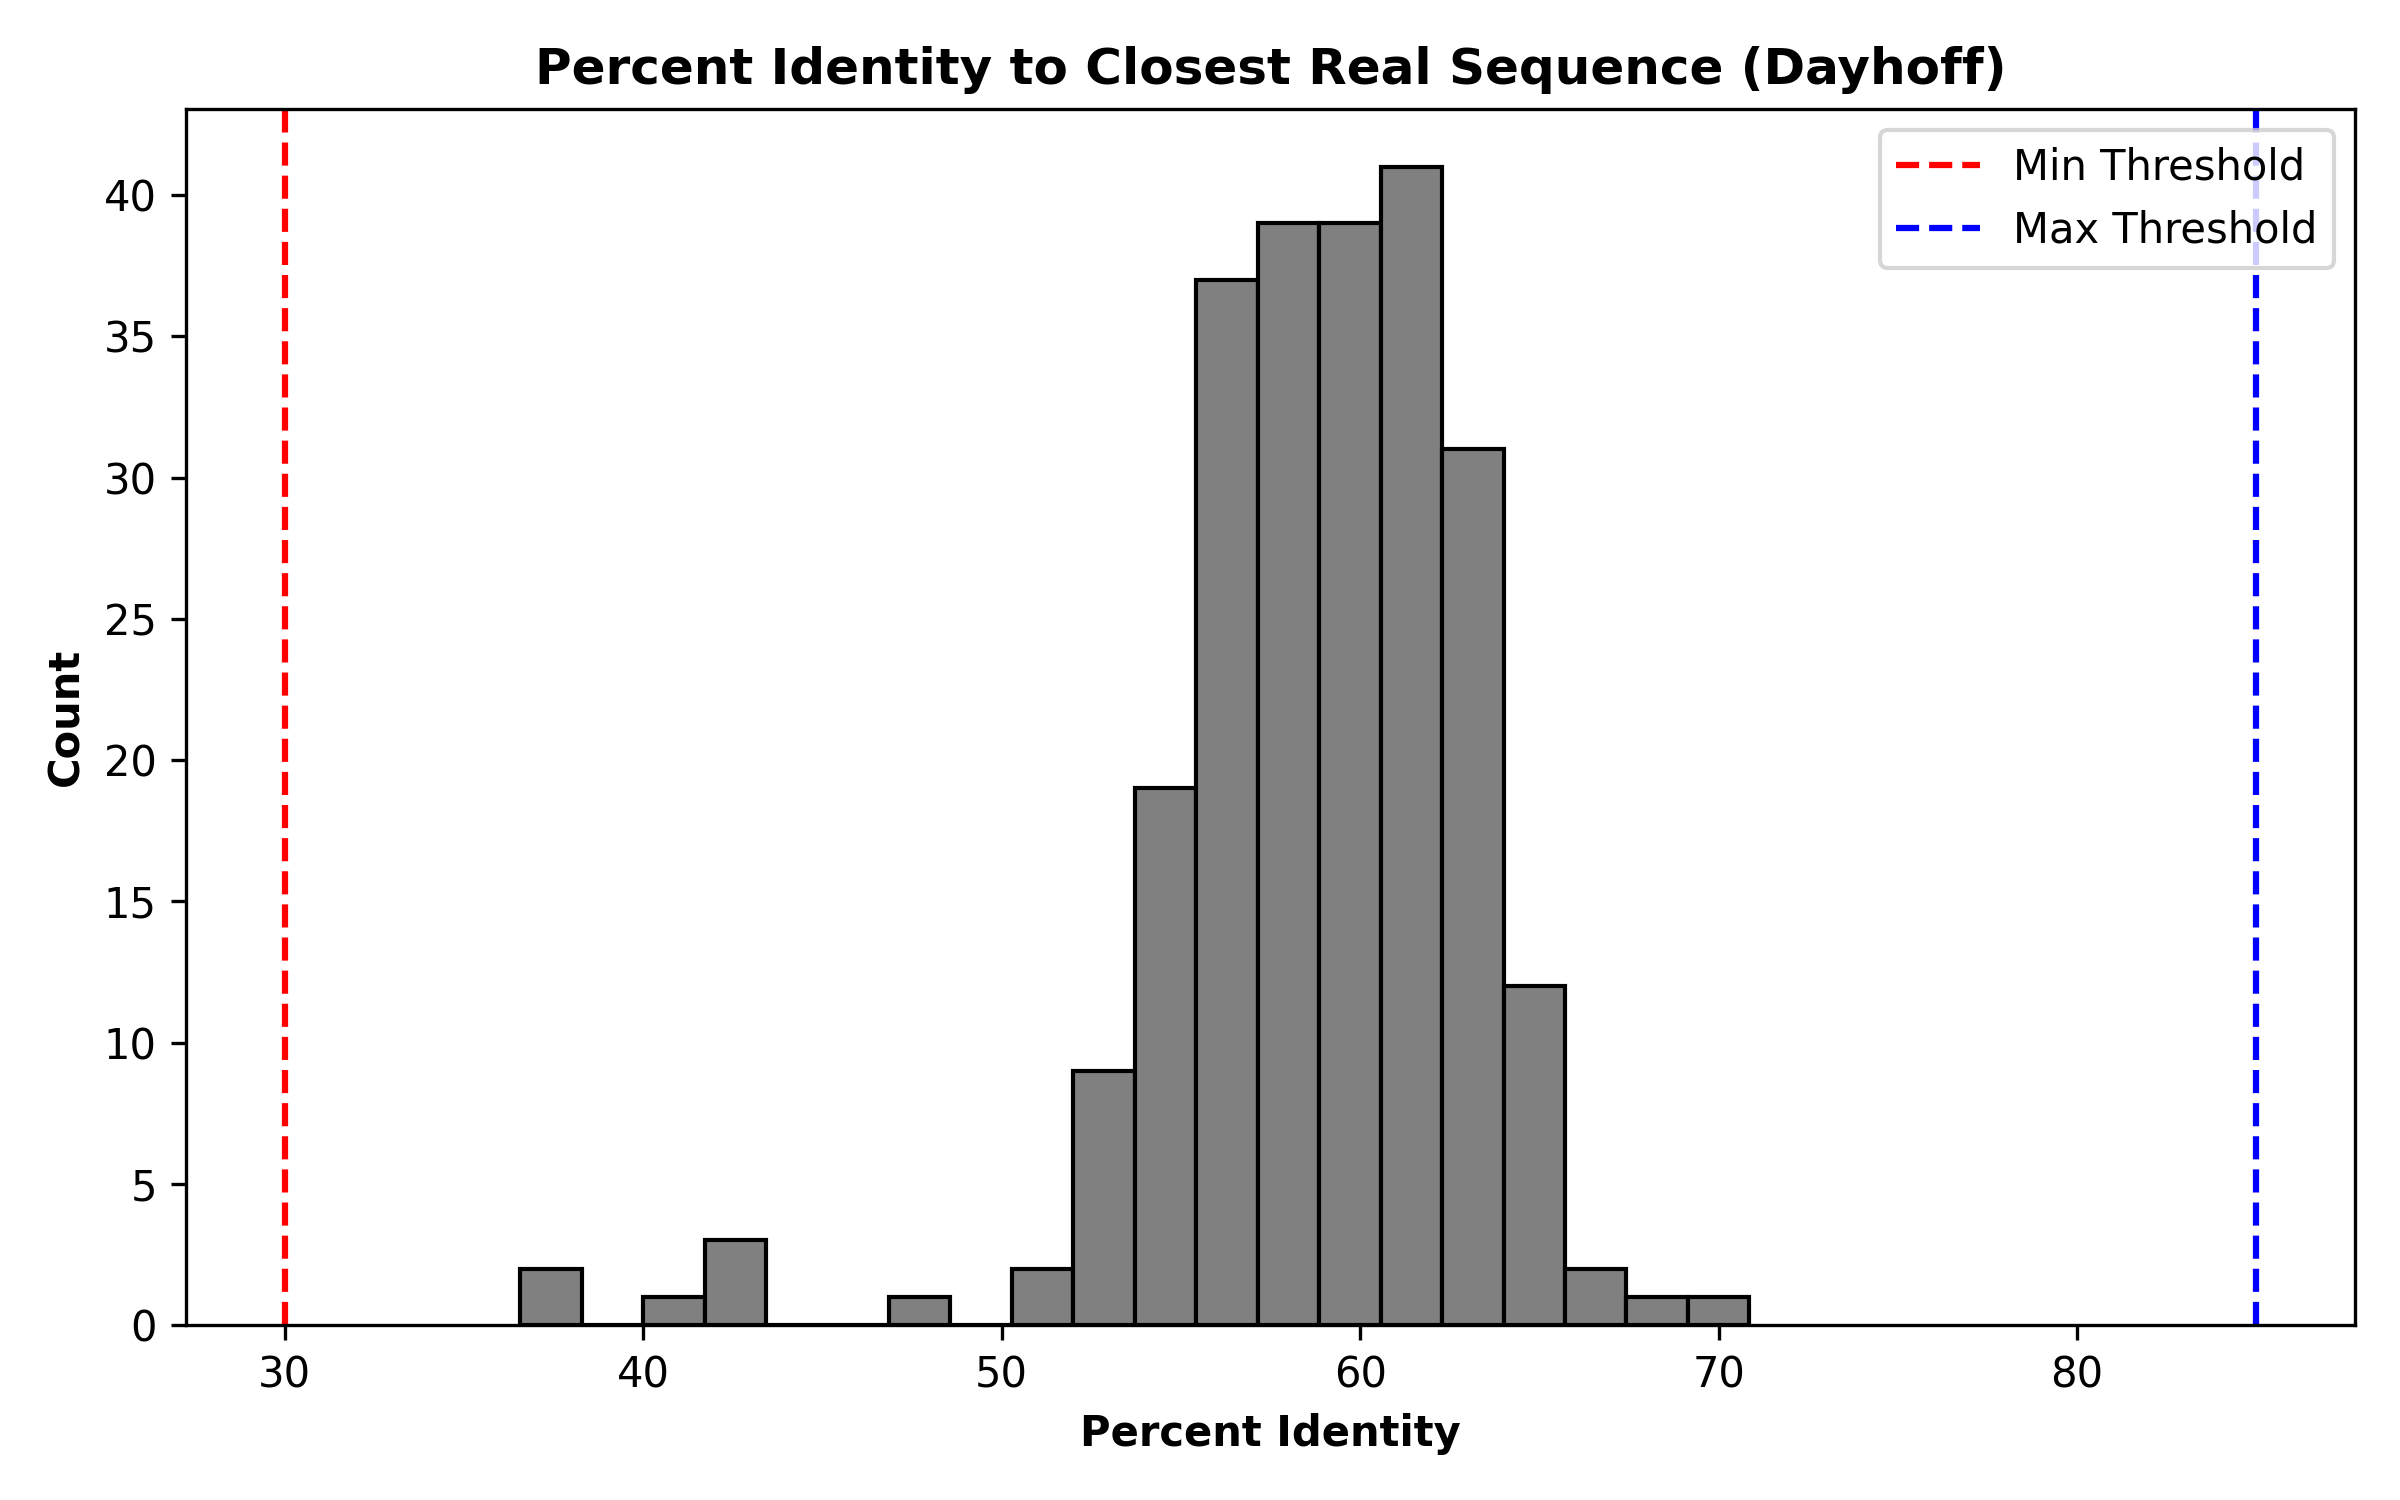 Percent Identity to Closest Real Sequence (Dayhoff)
Min Threshold
Max Threshold
40
35
30
25
20
15
10
5
0
Count
30 40 50 60 70 80
Percent Identity